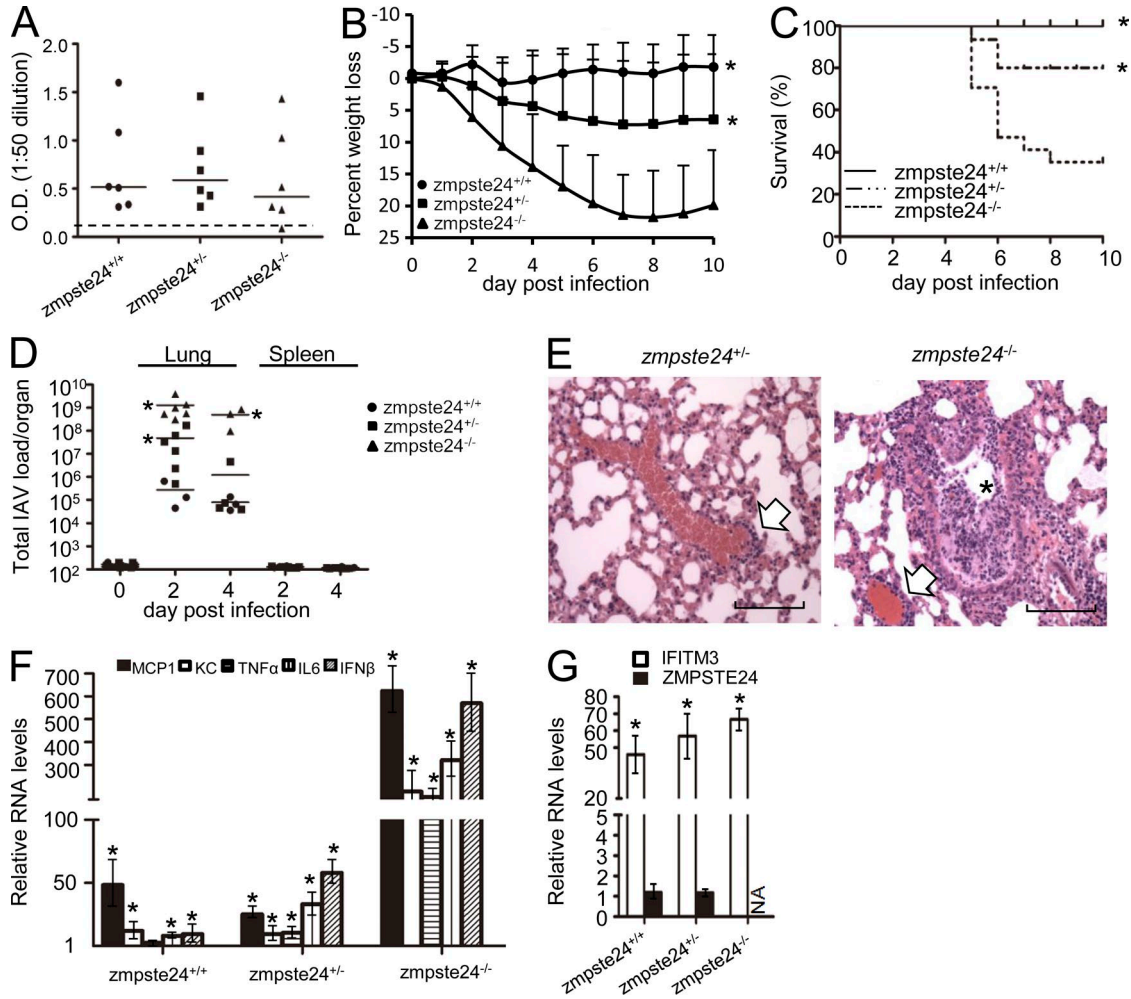 A
O.D. (1:50 dilution)
2.0
1.5
1.0
0.5
0.0
zmpste24+/+
zmpste24+/-
zmpste24-/-
B
Percent weight loss
-10
0
5
10
15
20
25
zmpste24+/+
zmpste24+/-
zmpste24-/-
0 2 4 6 8 10
day post infection
C
Survival (%)
100
80
60
40
20
0
zmpste24+/+
zmpste24+/-
zmpste24-/-
0 2 4 6 8 10
day post infection
*
*
*
*
D
Lung Spleen
Total IAV load/organ
10^10
10^9
10^8
10^7
10^6
10^5
10^4
10^3
10^2
* *
*
zmpste24+/+
zmpste24+/-
zmpste24-/-
0 2 4 2 4
day post infection
E
zmpste24+/-
zmpste24-/-
*
F
MCP1 KC TNFα IL6 IFNβ
Relative RNA levels
700
600
500
400
300
Relative RNA levels
100
50
1
* * * *
* * * * *
* * * * *
zmpste24+/+
zmpste24+/-
zmpste24-/-
G
IFITM3
ZMPSTE24
Relative RNA levels
80
70
60
50
20
5
4
3
2
1
0
* * *
NA
zmpste24+/+
zmpste24+/-
zmpste24-/-